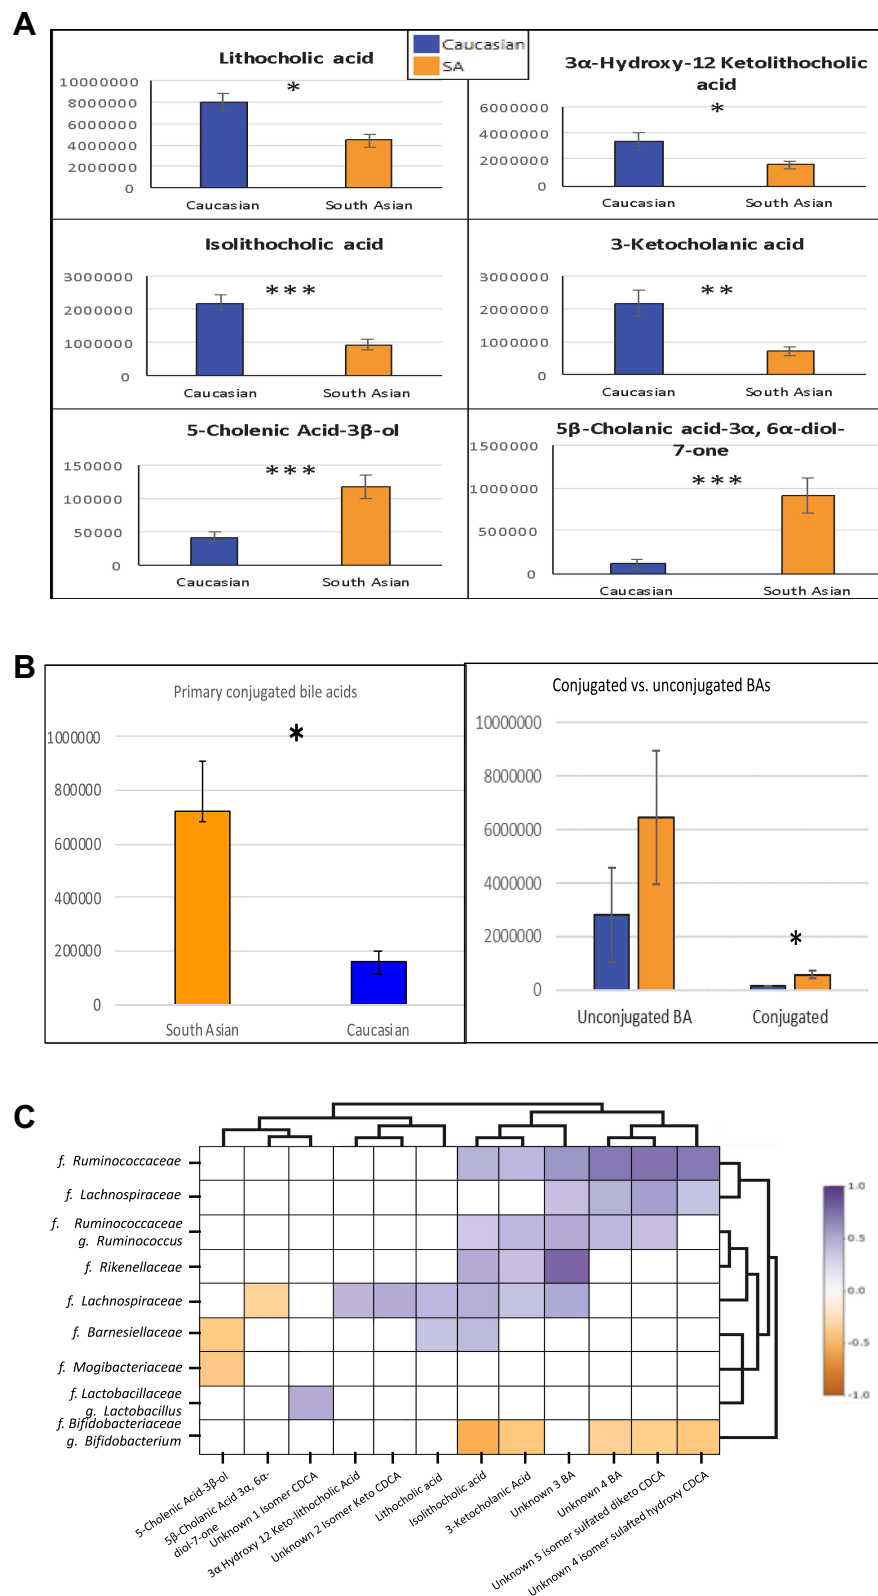 A
Caucasian
SA
Lithocholic acid
*
10000000
8000000
6000000
4000000
2000000
0
Caucasian
South Asian
3α-Hydroxy-12 Ketolithocholic
acid
*
6000000
4000000
2000000
0
Caucasian
South Asian
Isolithocholic acid
***
3000000
2000000
1000000
0
Caucasian
South Asian
3-Ketocholanic acid
**
3000000
2000000
1000000
0
Caucasian
South Asian
5-Cholenic Acid-3β-ol
***
150000
100000
50000
0
Caucasian
South Asian
5β-Cholanic acid-3α, 6α-diol-
7-one
***
1500000
1000000
500000
0
Caucasian
South Asian
B
Primary conjugated bile acids
*
1000000
800000
600000
400000
200000
0
South Asian
Caucasian
Conjugated vs. unconjugated BAs
10000000
8000000
6000000
4000000
2000000
0
*
Unconjugated BA
Conjugated
C
f. Ruminococcaceae
f. Lachnospiraceae
f. Ruminococcaceae
g. Ruminococcus
f. Rikenellaceae
f. Lachnospiraceae
f. Barnesiellaceae
f. Mogibacteriaceae
f. Lactobacillaceae
g. Lactobacillus
f. Bifidobacteriaceae
g. Bifidobacterium
1.0
0.5
0.0
-0.5
-1.0
5-Cholenic Acid-3β-ol
5β-Cholanic Acid 3α, 6α-
diol-7-one
Unknown 1 Isomer CDCA
3α Hydroxy 12 Keto-lithocholic Acid
Unknown 2 Isomer Keto CDCA
Lithocholic acid
Isolithocholic acid
3-Ketocholanic Acid
Unknown 3 BA
Unknown 4 BA
Unknown 5 isomer sulfated diketo CDCA
Unknown 4 isomer sulafted hydroxy CDCA